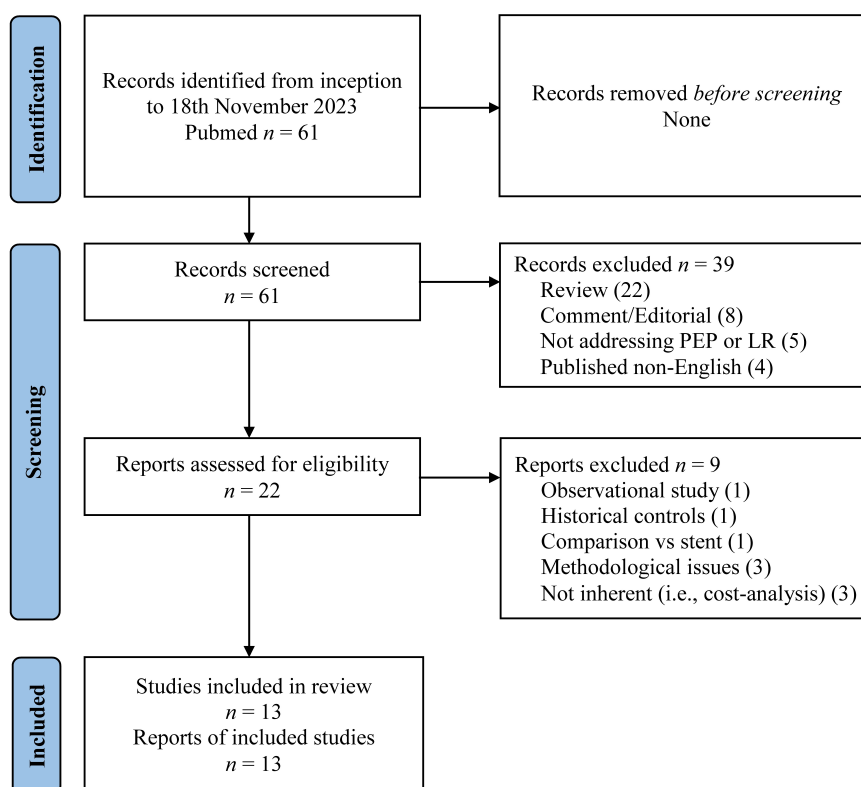 Identification
Records identified from inception
to 18th November 2023
Pubmed n = 61
Records removed before screening
None
Screening
Records screened
n = 61
Records excluded n = 39
Review (22)
Comment/Editorial (8)
Not addressing PEP or LR (5)
Published non-English (4)
Reports assessed for eligibility
n = 22
Reports excluded n = 9
Observational study (1)
Historical controls (1)
Comparison vs stent (1)
Methodological issues (3)
Not inherent (i.e., cost-analysis) (3)
Included
Studies included in review
n = 13
Reports of included studies
n = 13